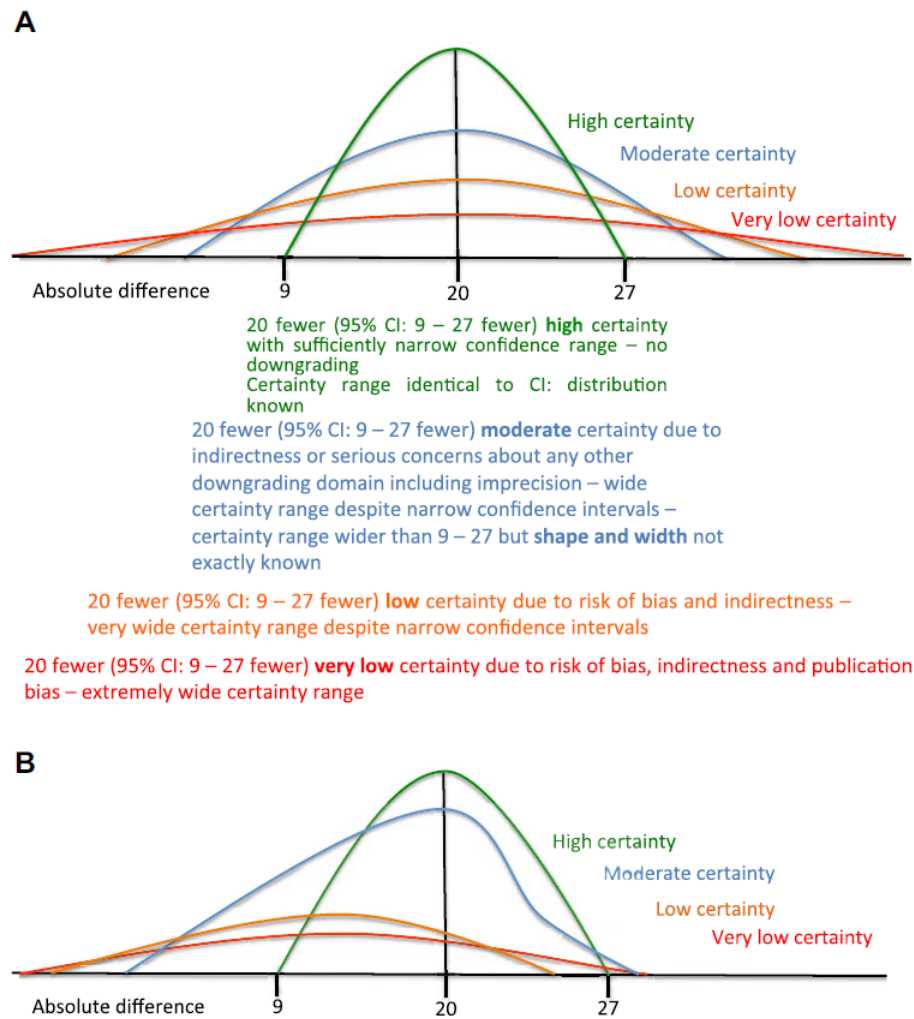 A
High certainty
Moderate certainty
Low certainty
Very low certainty
Absolute difference
9
20
27
20 fewer (95% CI: 9 – 27 fewer) high certainty
with sufficiently narrow confidence range – no
downgrading
Certainty range identical to CI: distribution
known
20 fewer (95% CI: 9 – 27 fewer) moderate certainty due to
indirectness or serious concerns about any other
downgrading domain including imprecision – wide
certainty range despite narrow confidence intervals –
certainty range wider than 9 – 27 but shape and width not
exactly known
20 fewer (95% CI: 9 – 27 fewer) low certainty due to risk of bias and indirectness –
very wide certainty range despite narrow confidence intervals
20 fewer (95% CI: 9 – 27 fewer) very low certainty due to risk of bias, indirectness and publication
bias – extremely wide certainty range
B
High certainty
Moderate certainty
Low certainty
Very low certainty
Absolute difference
9
20
27